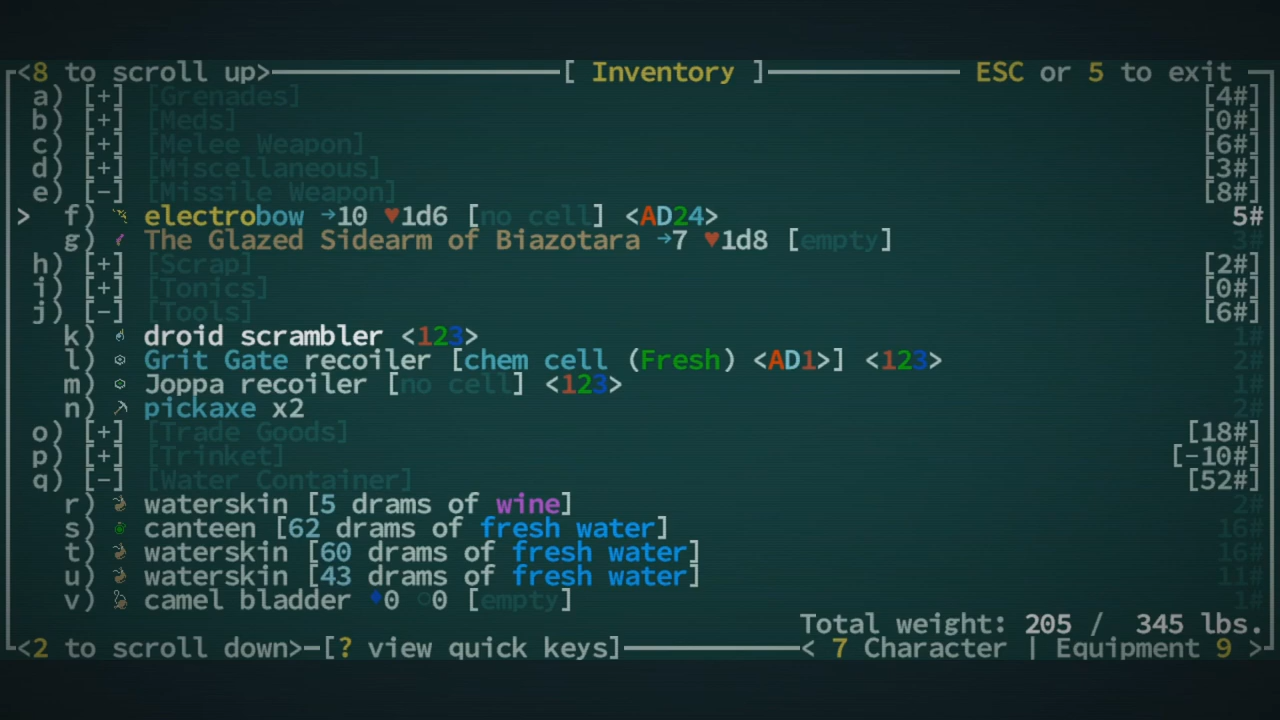 <8 to scroll up> [ Inventory ] ESC or 5 to exit
a) [+] [Grenades] [4#]
b) [+] [Meds] [0#]
c) [+] [Melee Weapon] [6#]
d) [+] [Miscellaneous] [3#]
e) [-] [Missile Weapon] [8#]
> f) electrobow →10 ♥1d6 [no cell] <AD24> 5#
g) The Glazed Sidearm of Biazotara →7 ♥1d8 [empty] 3#
h) [+] [Scrap] [2#]
i) [+] [Tonics] [0#]
j) [-] [Tools] [6#]
k) droid scrambler <123> 1#
l) Grit Gate recoiler [chem cell (Fresh) <AD1>] <123> 2#
m) Joppa recoiler [no cell] <123> 1#
n) pickaxe x2 2#
o) [+] [Trade Goods] [18#]
p) [+] [Trinket] [-10#]
q) [-] [Water Container] [52#]
r) waterskin [5 drams of wine] 2#
s) canteen [62 drams of fresh water] 16#
t) waterskin [60 drams of fresh water] 16#
u) waterskin [43 drams of fresh water] 11#
v) camel bladder ♦0 ○0 [empty] 1#
Total weight: 205 / 345 lbs.
<2 to scroll down> [? view quick keys] < 7 Character | Equipment 9 >